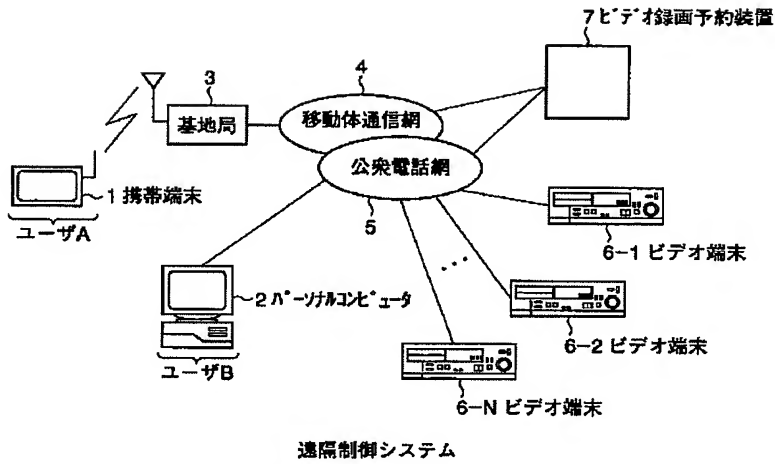 7 ビデオ録画予約装置
4
3
移動体通信網
基地局
公衆電話網
1 携帯端末
ユーザA
5
6-1 ビデオ端末
2 パーソナルコンピュータ
6-2 ビデオ端末
ユーザB
6-N ビデオ端末
遠隔制御システム